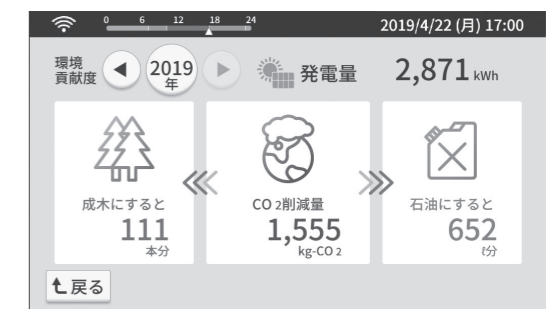 0 6 12 18 24
2019/4/22 (月) 17:00
環境
貢献度
2019
年
発電量
2,871 kWh
成木にすると
111
本分
CO 2削減量
1,555
kg-CO 2
石油にすると
652
ℓ分
戻る